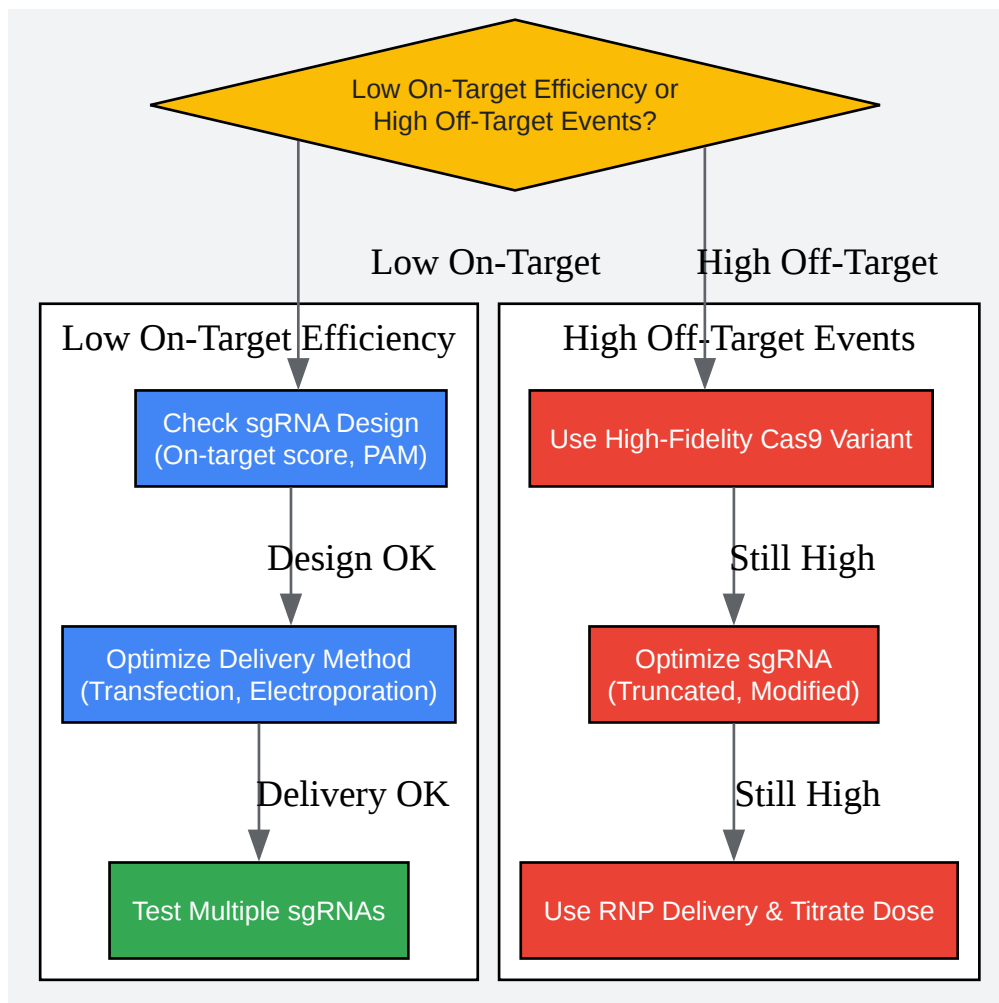 Low On-Target Efficiency or
High Off-Target Events?
Low On-Target
High Off-Target
Low On-Target Efficiency
Check sgRNA Design
(On-target score, PAM)
Design OK
Optimize Delivery Method
(Transfection, Electroporation)
Delivery OK
Test Multiple sgRNAs
High Off-Target Events
Use High-Fidelity Cas9 Variant
Still High
Optimize sgRNA
(Truncated, Modified)
Still High
Use RNP Delivery & Titrate Dose